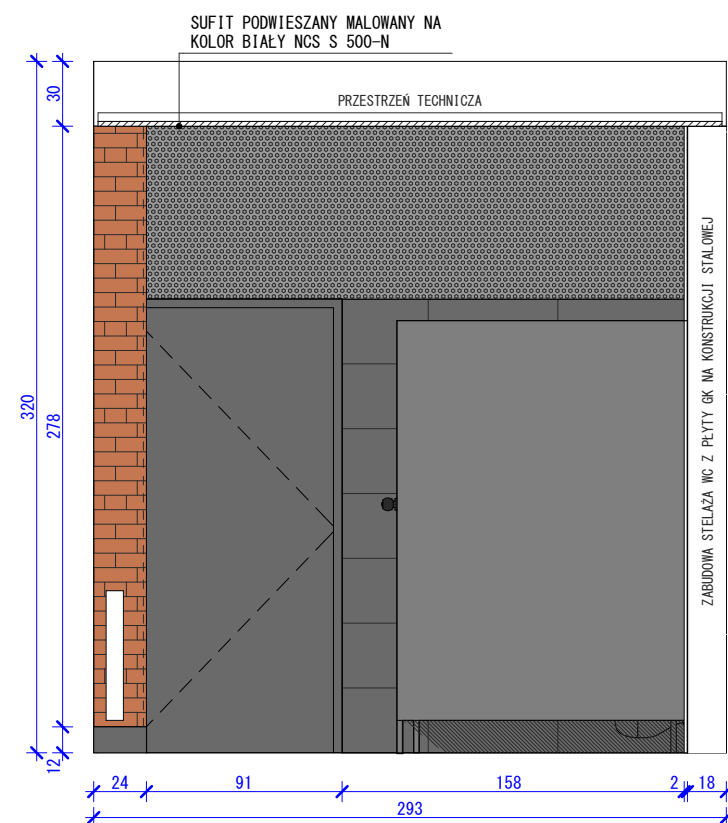 SUFIT PODWIESZANY MALOWANY NA
KOLOR BIAŁY NCS S 500-N
PRZESTRZEŃ TECHNICZA
ZABUDOWA STELAŻA WC Z PŁYTY GK NA KONSTRUKCJI STALOWEJ
30
320
278
12
24
91
158
2
18
293